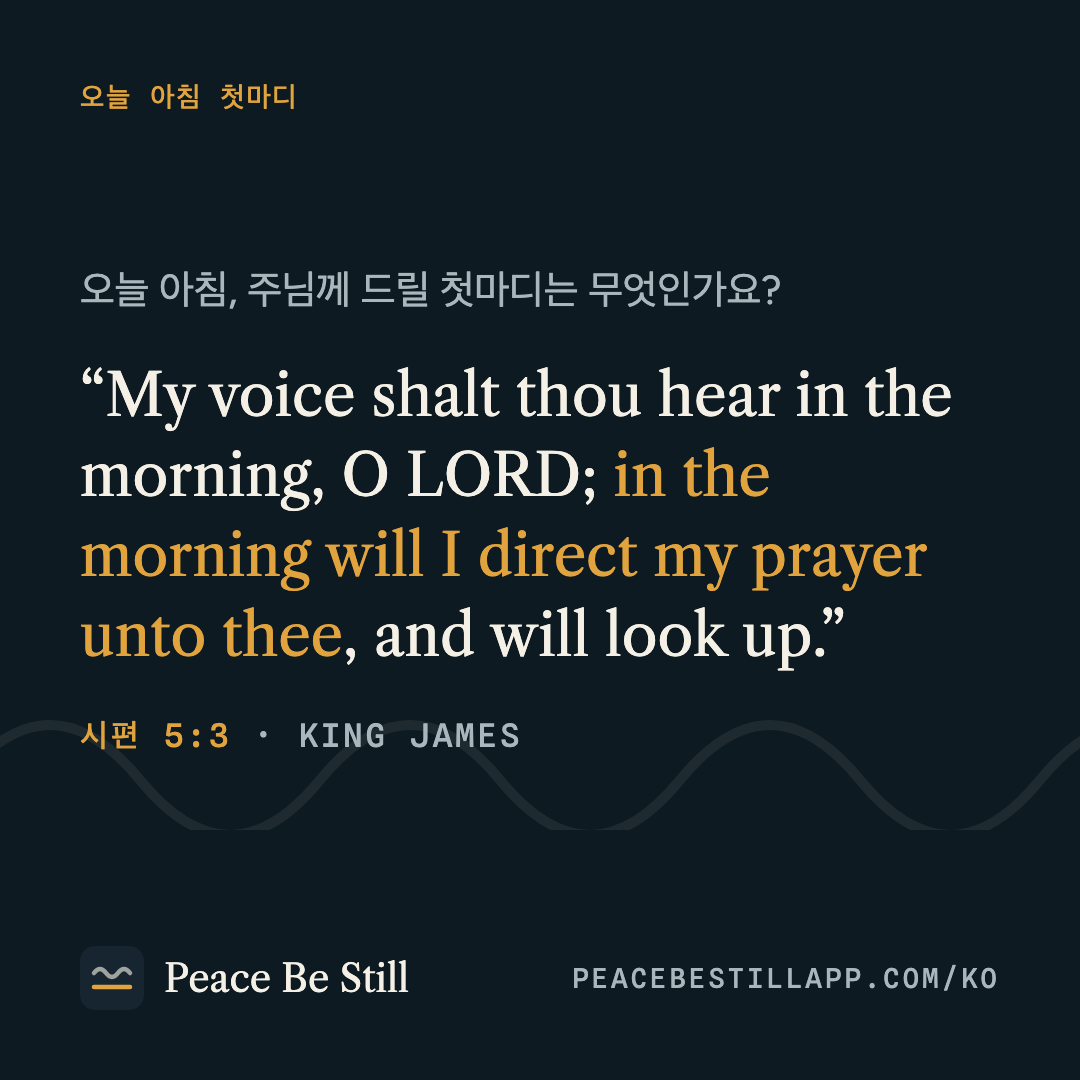 오늘 아침 첫마디
오늘 아침, 주님께 드릴 첫마디는 무엇인가요?
“My voice shalt thou hear in the
morning, O LORD; in the
morning will I direct my prayer
unto thee, and will look up.”
시편 5:3 · KING JAMES
Peace Be Still
PEACEBESTILLAPP.COM/KO